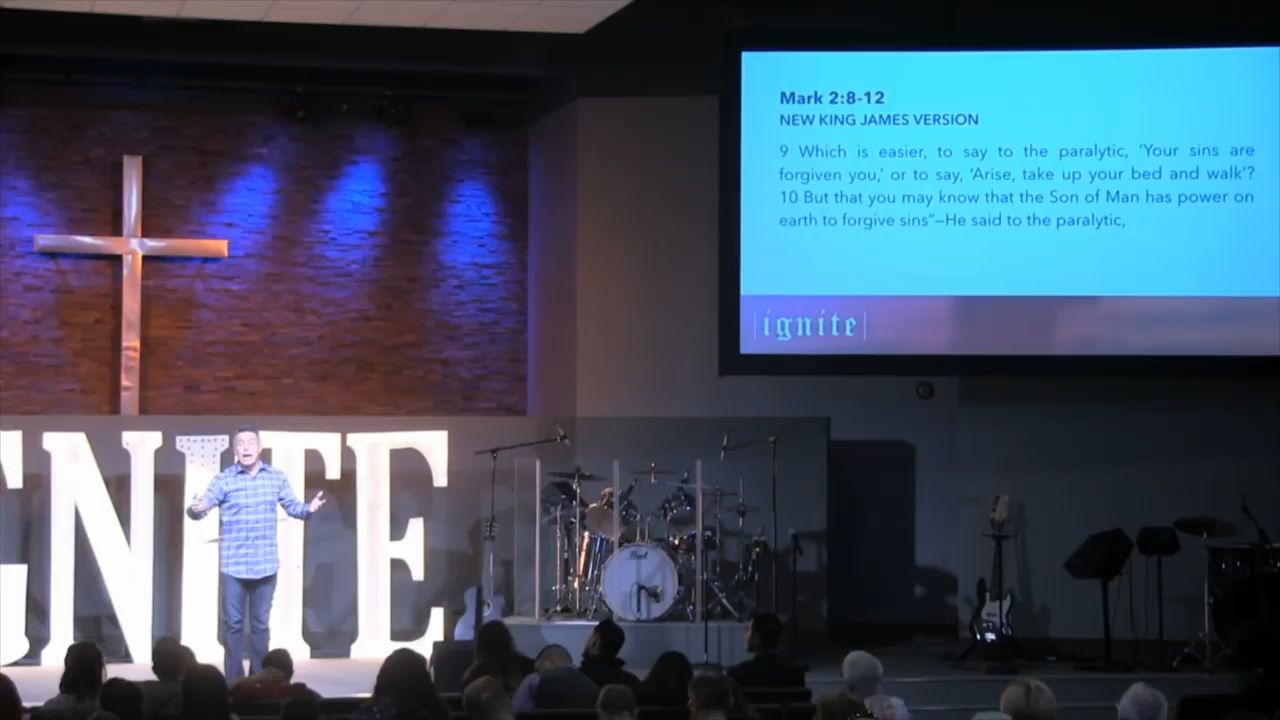 Mark 2:8-12
NEW KING JAMES VERSION
9 Which is easier, to say to the paralytic, ‘Your sins are
forgiven you,’ or to say, ‘Arise, take up your bed and walk’?
10 But that you may know that the Son of Man has power on
earth to forgive sins”—He said to the paralytic,
ignite
GNITE
Pearl